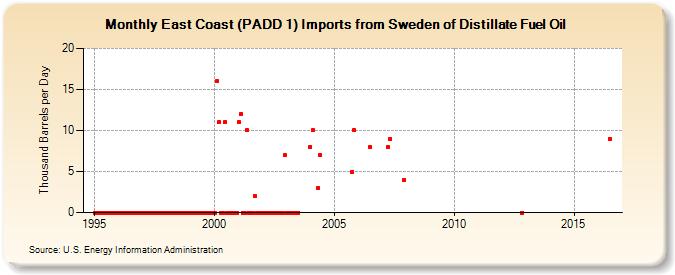 Monthly East Coast (PADD 1) Imports from Sweden of Distillate Fuel Oil
Thousand Barrels per Day
20
15
10
5
0
1995 2000 2005 2010 2015
Source: U.S. Energy Information Administration